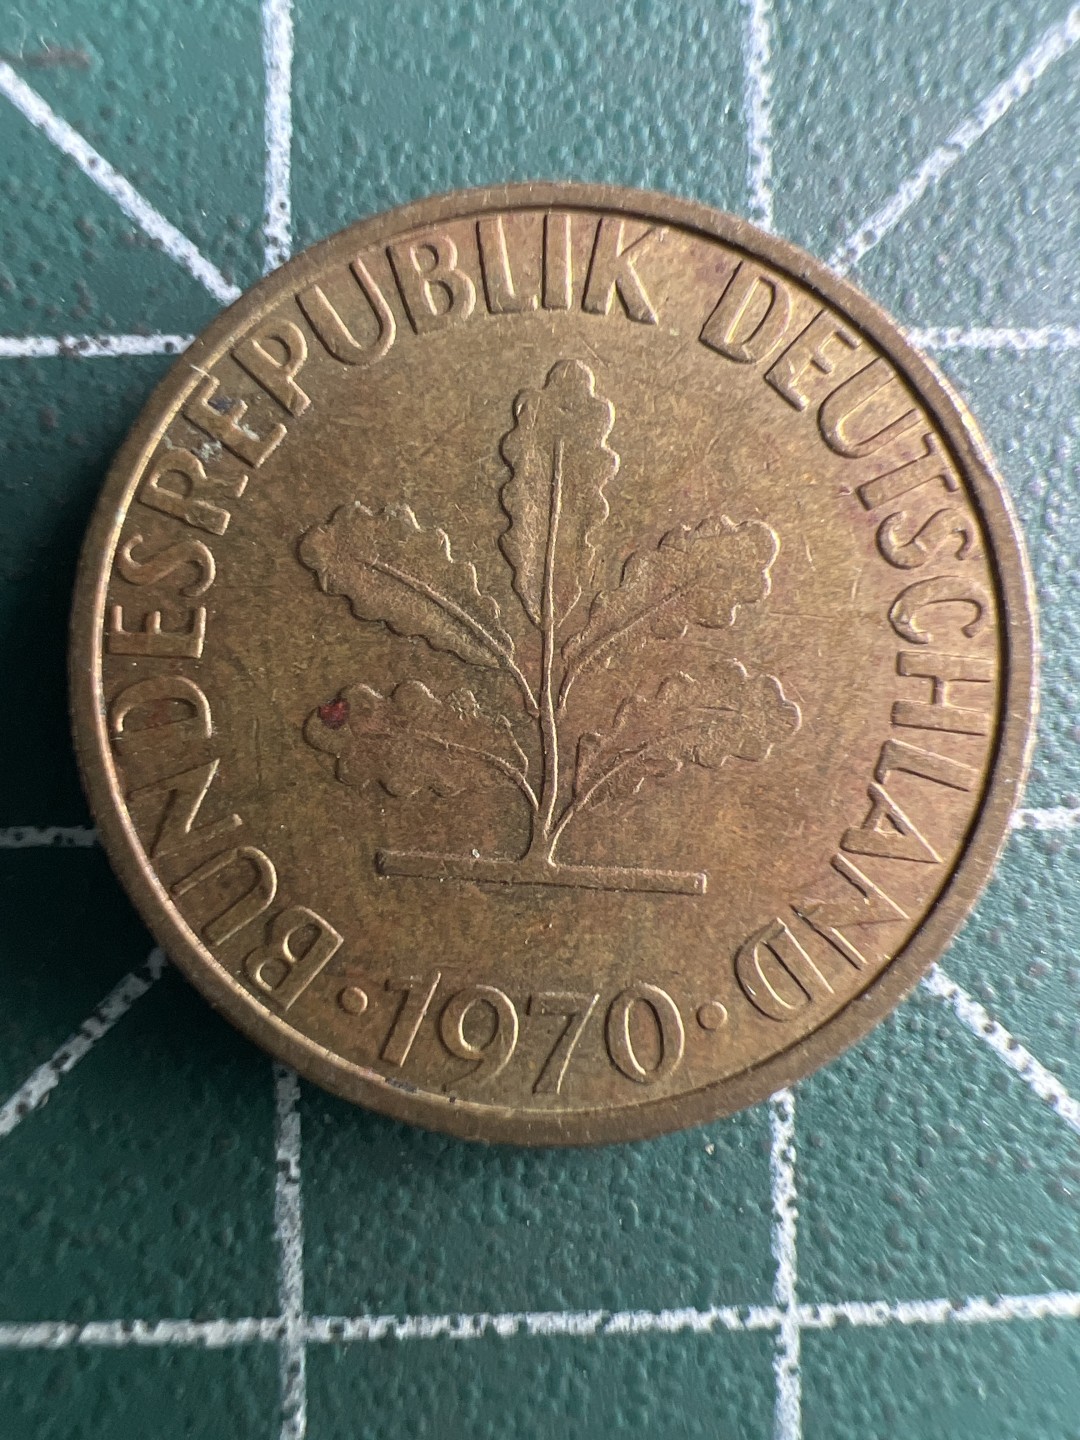 BUNDESREPUBLIK DEUTSCHLAND
· 1970 ·